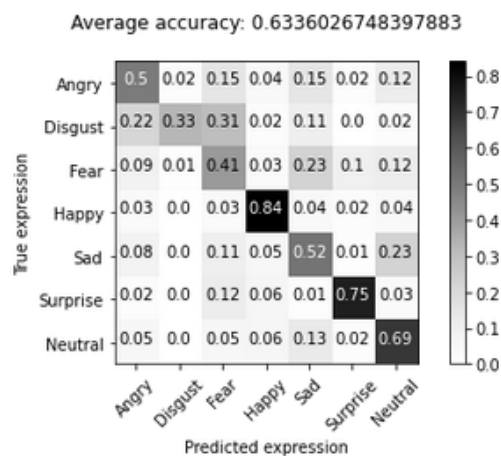 Average accuracy: 0.6336026748397883
Angry 0.5 0.02 0.15 0.04 0.15 0.02 0.12
Disgust 0.22 0.33 0.31 0.02 0.11 0.0 0.02
Fear 0.09 0.01 0.41 0.03 0.23 0.1 0.12
Happy 0.03 0.0 0.03 0.84 0.04 0.02 0.04
Sad 0.08 0.0 0.11 0.05 0.52 0.01 0.23
Surprise 0.02 0.0 0.12 0.06 0.01 0.75 0.03
Neutral 0.05 0.0 0.05 0.06 0.13 0.02 0.69
True expression
Angry Disgust Fear Happy Sad Surprise Neutral
Predicted expression
0.8
0.7
0.6
0.5
0.4
0.3
0.2
0.1
0.0